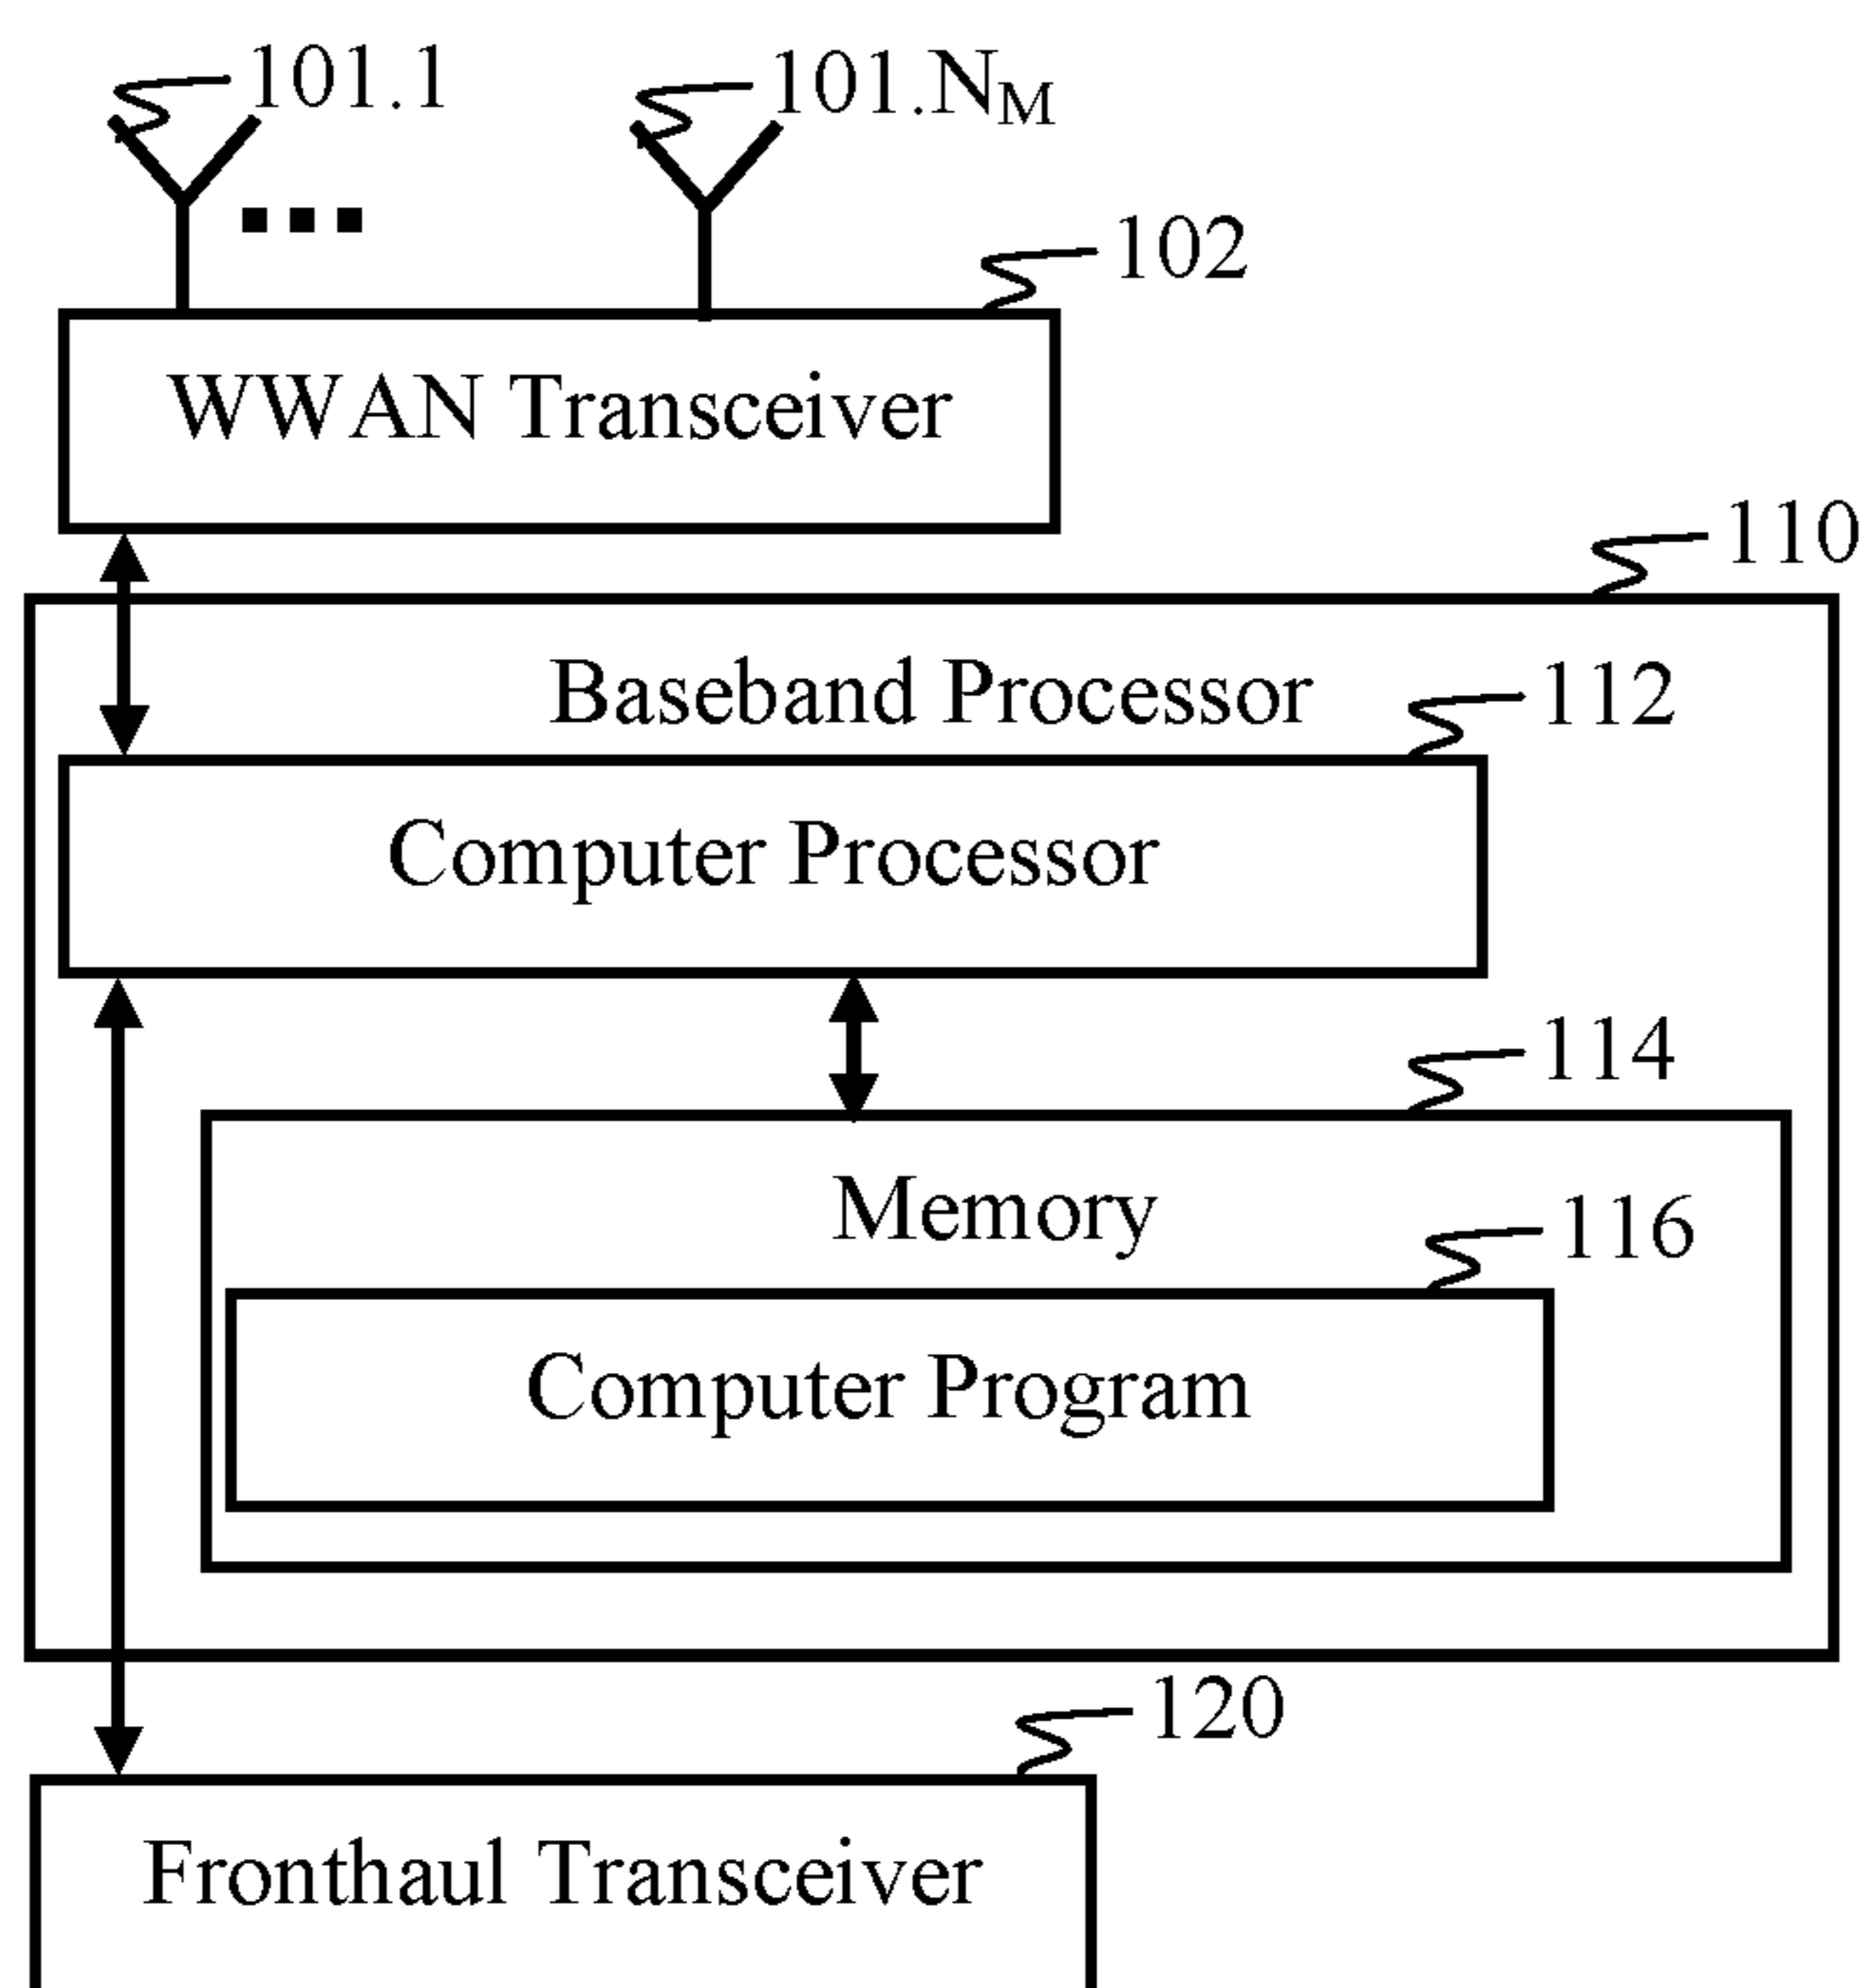 101.1
101.NM
102
WWAN Transceiver
110
Baseband Processor
112
Computer Processor
114
Memory
116
Computer Program
120
Fronthaul Transceiver